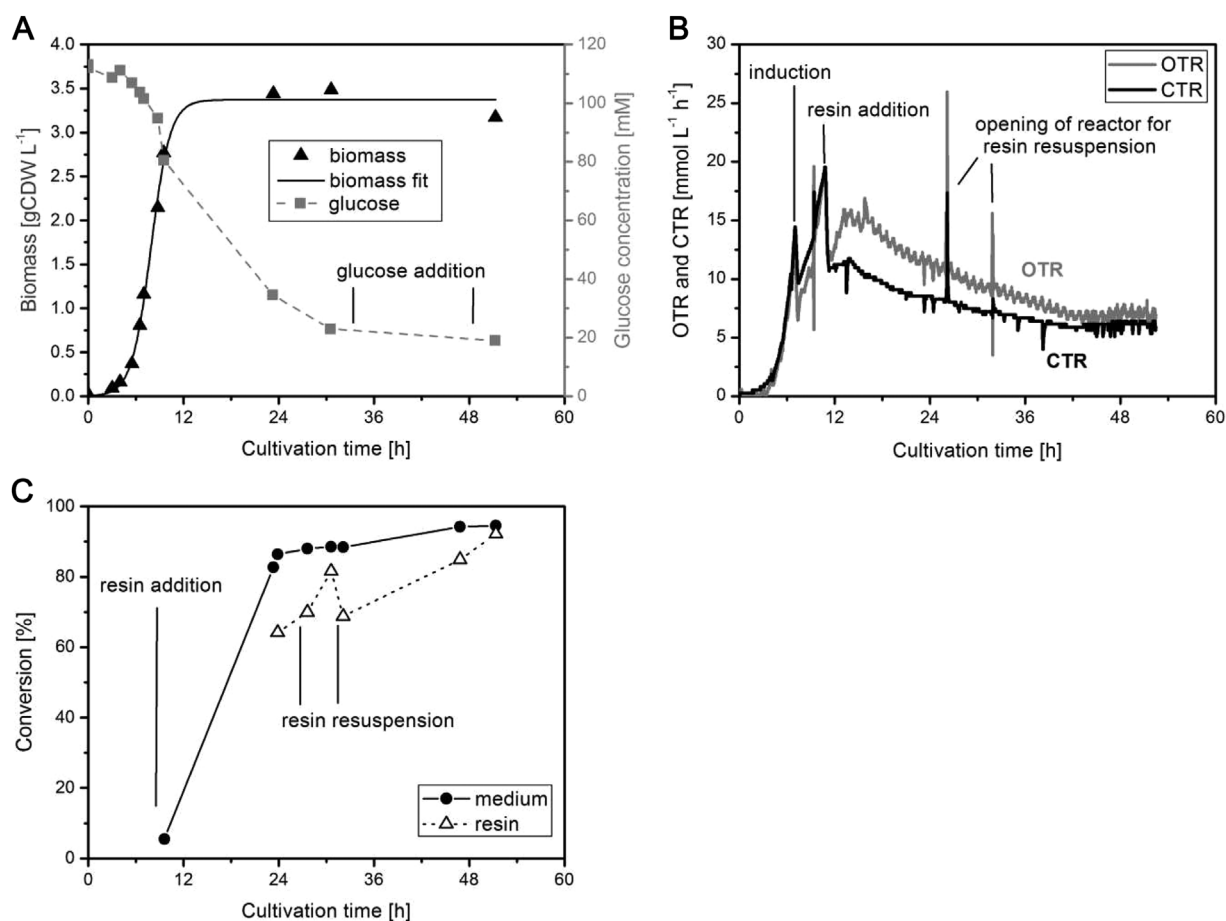 A
4.0
3.5
3.0
2.5
2.0
1.5
1.0
0.5
0.0
Biomass [gCDW L⁻¹]
120
100
80
60
40
20
0
Glucose concentration [mM]
biomass
biomass fit
glucose
glucose addition
0 12 24 36 48 60
Cultivation time [h]
B
30
25
20
15
10
5
0
OTR and CTR [mmol L⁻¹ h⁻¹]
OTR
CTR
induction
resin addition
opening of reactor for
resin resuspension
OTR
CTR
0 12 24 36 48 60
Cultivation time [h]
C
100
80
60
40
20
0
Conversion [%]
resin addition
resin resuspension
medium
resin
0 12 24 36 48 60
Cultivation time [h]